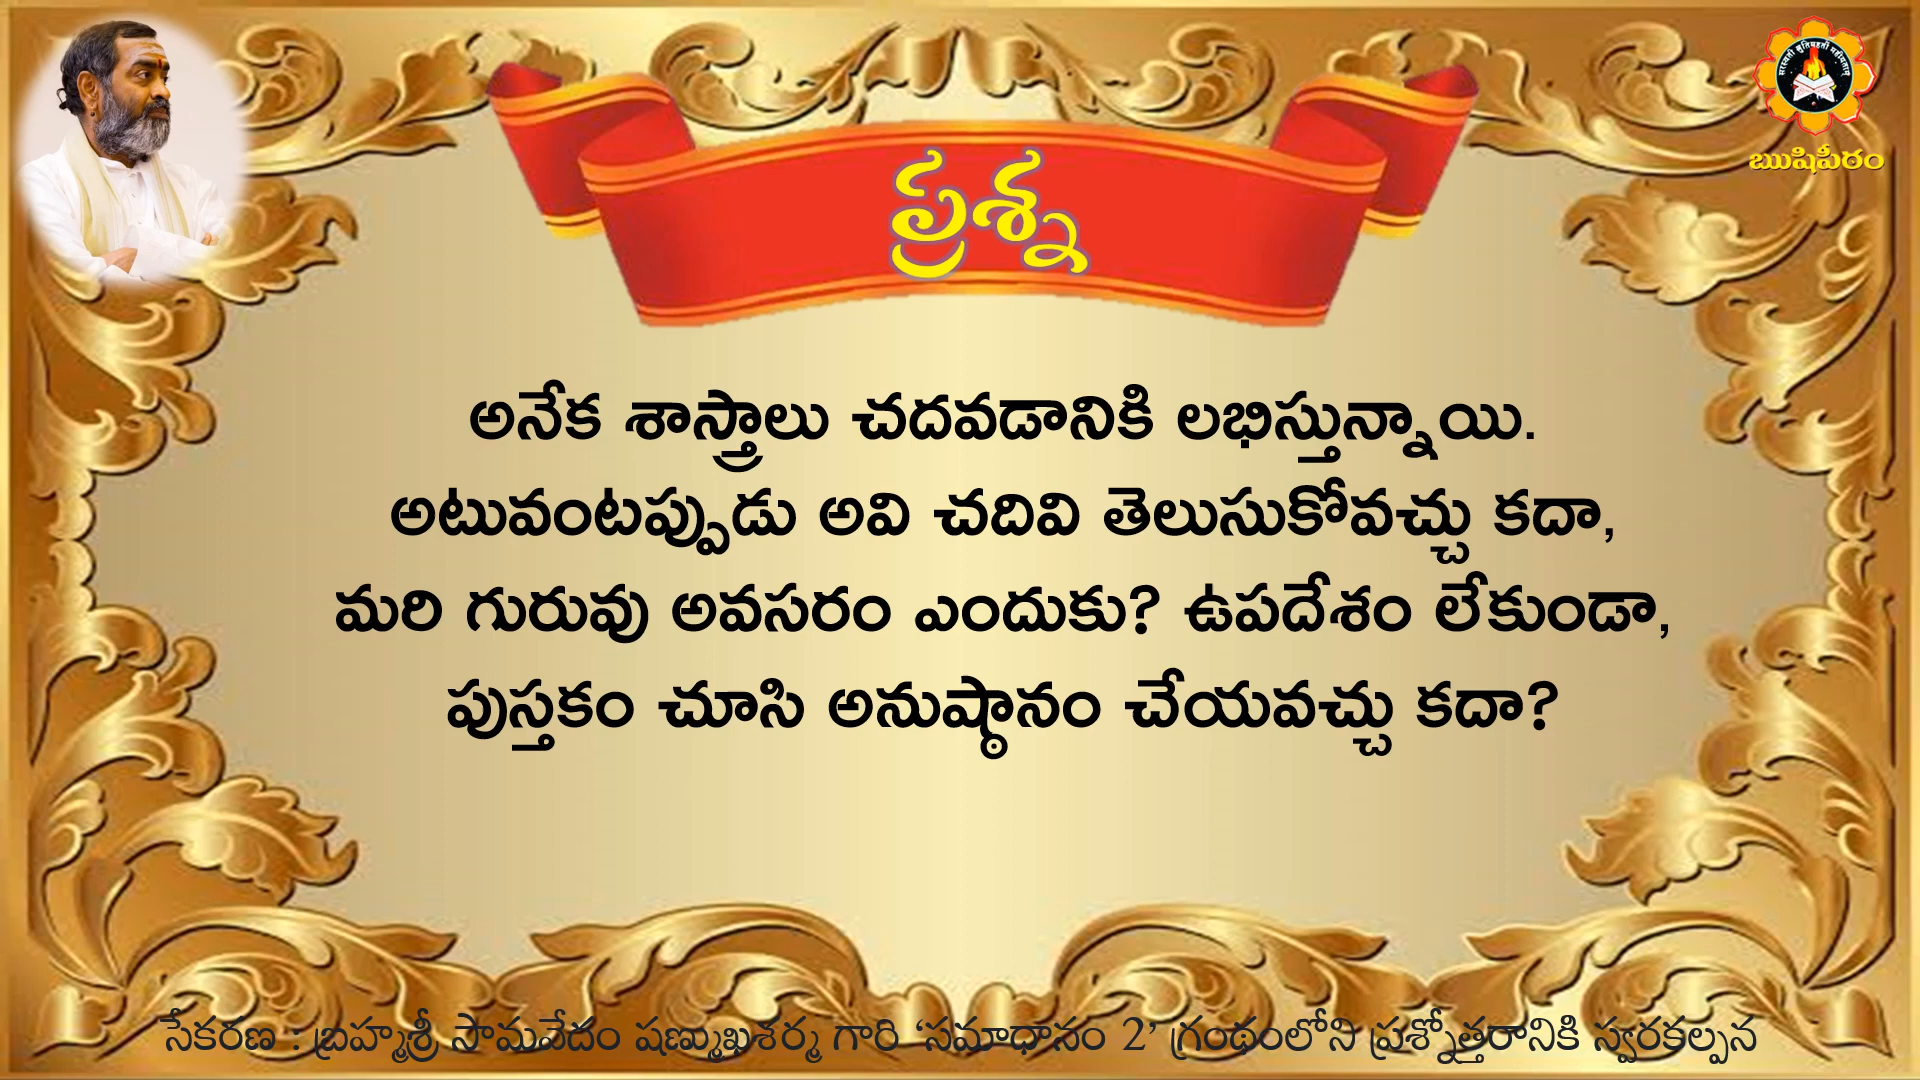 ప్రశ్న
ఋషిపీఠం
అనేక శాస్త్రాలు చదవడానికి లభిస్తున్నాయి.
అటువంటప్పుడు అవి చదివి తెలుసుకోవచ్చు కదా,
మరి గురువు అవసరం ఎందుకు? ఉపదేశం లేకుండా,
పుస్తకం చూసి అనుష్ఠానం చేయవచ్చు కదా?
సేకరణ : బ్రహ్మశ్రీ సామవేదం షణ్ముఖశర్మ గారి ‘సమాధానం 2’ గ్రంథంలోని ప్రశ్నోత్తరానికి స్వరకల్పన